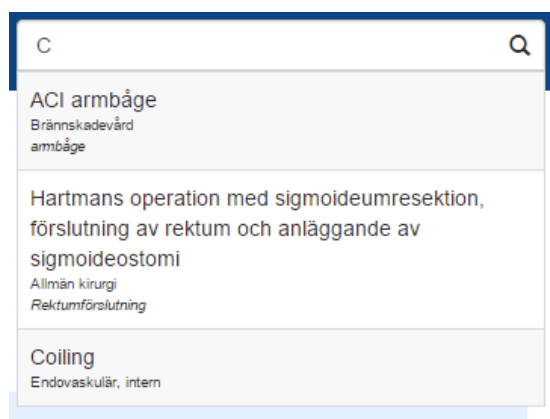 C
ACI armbåge
Brännskadevård
armbåge
Hartmans operation med sigmoideumresektion,
förslutning av rektum och anläggande av
sigmoideostomi
Allmän kirurgi
Rektumförslutning
Coiling
Endovaskulär, intern